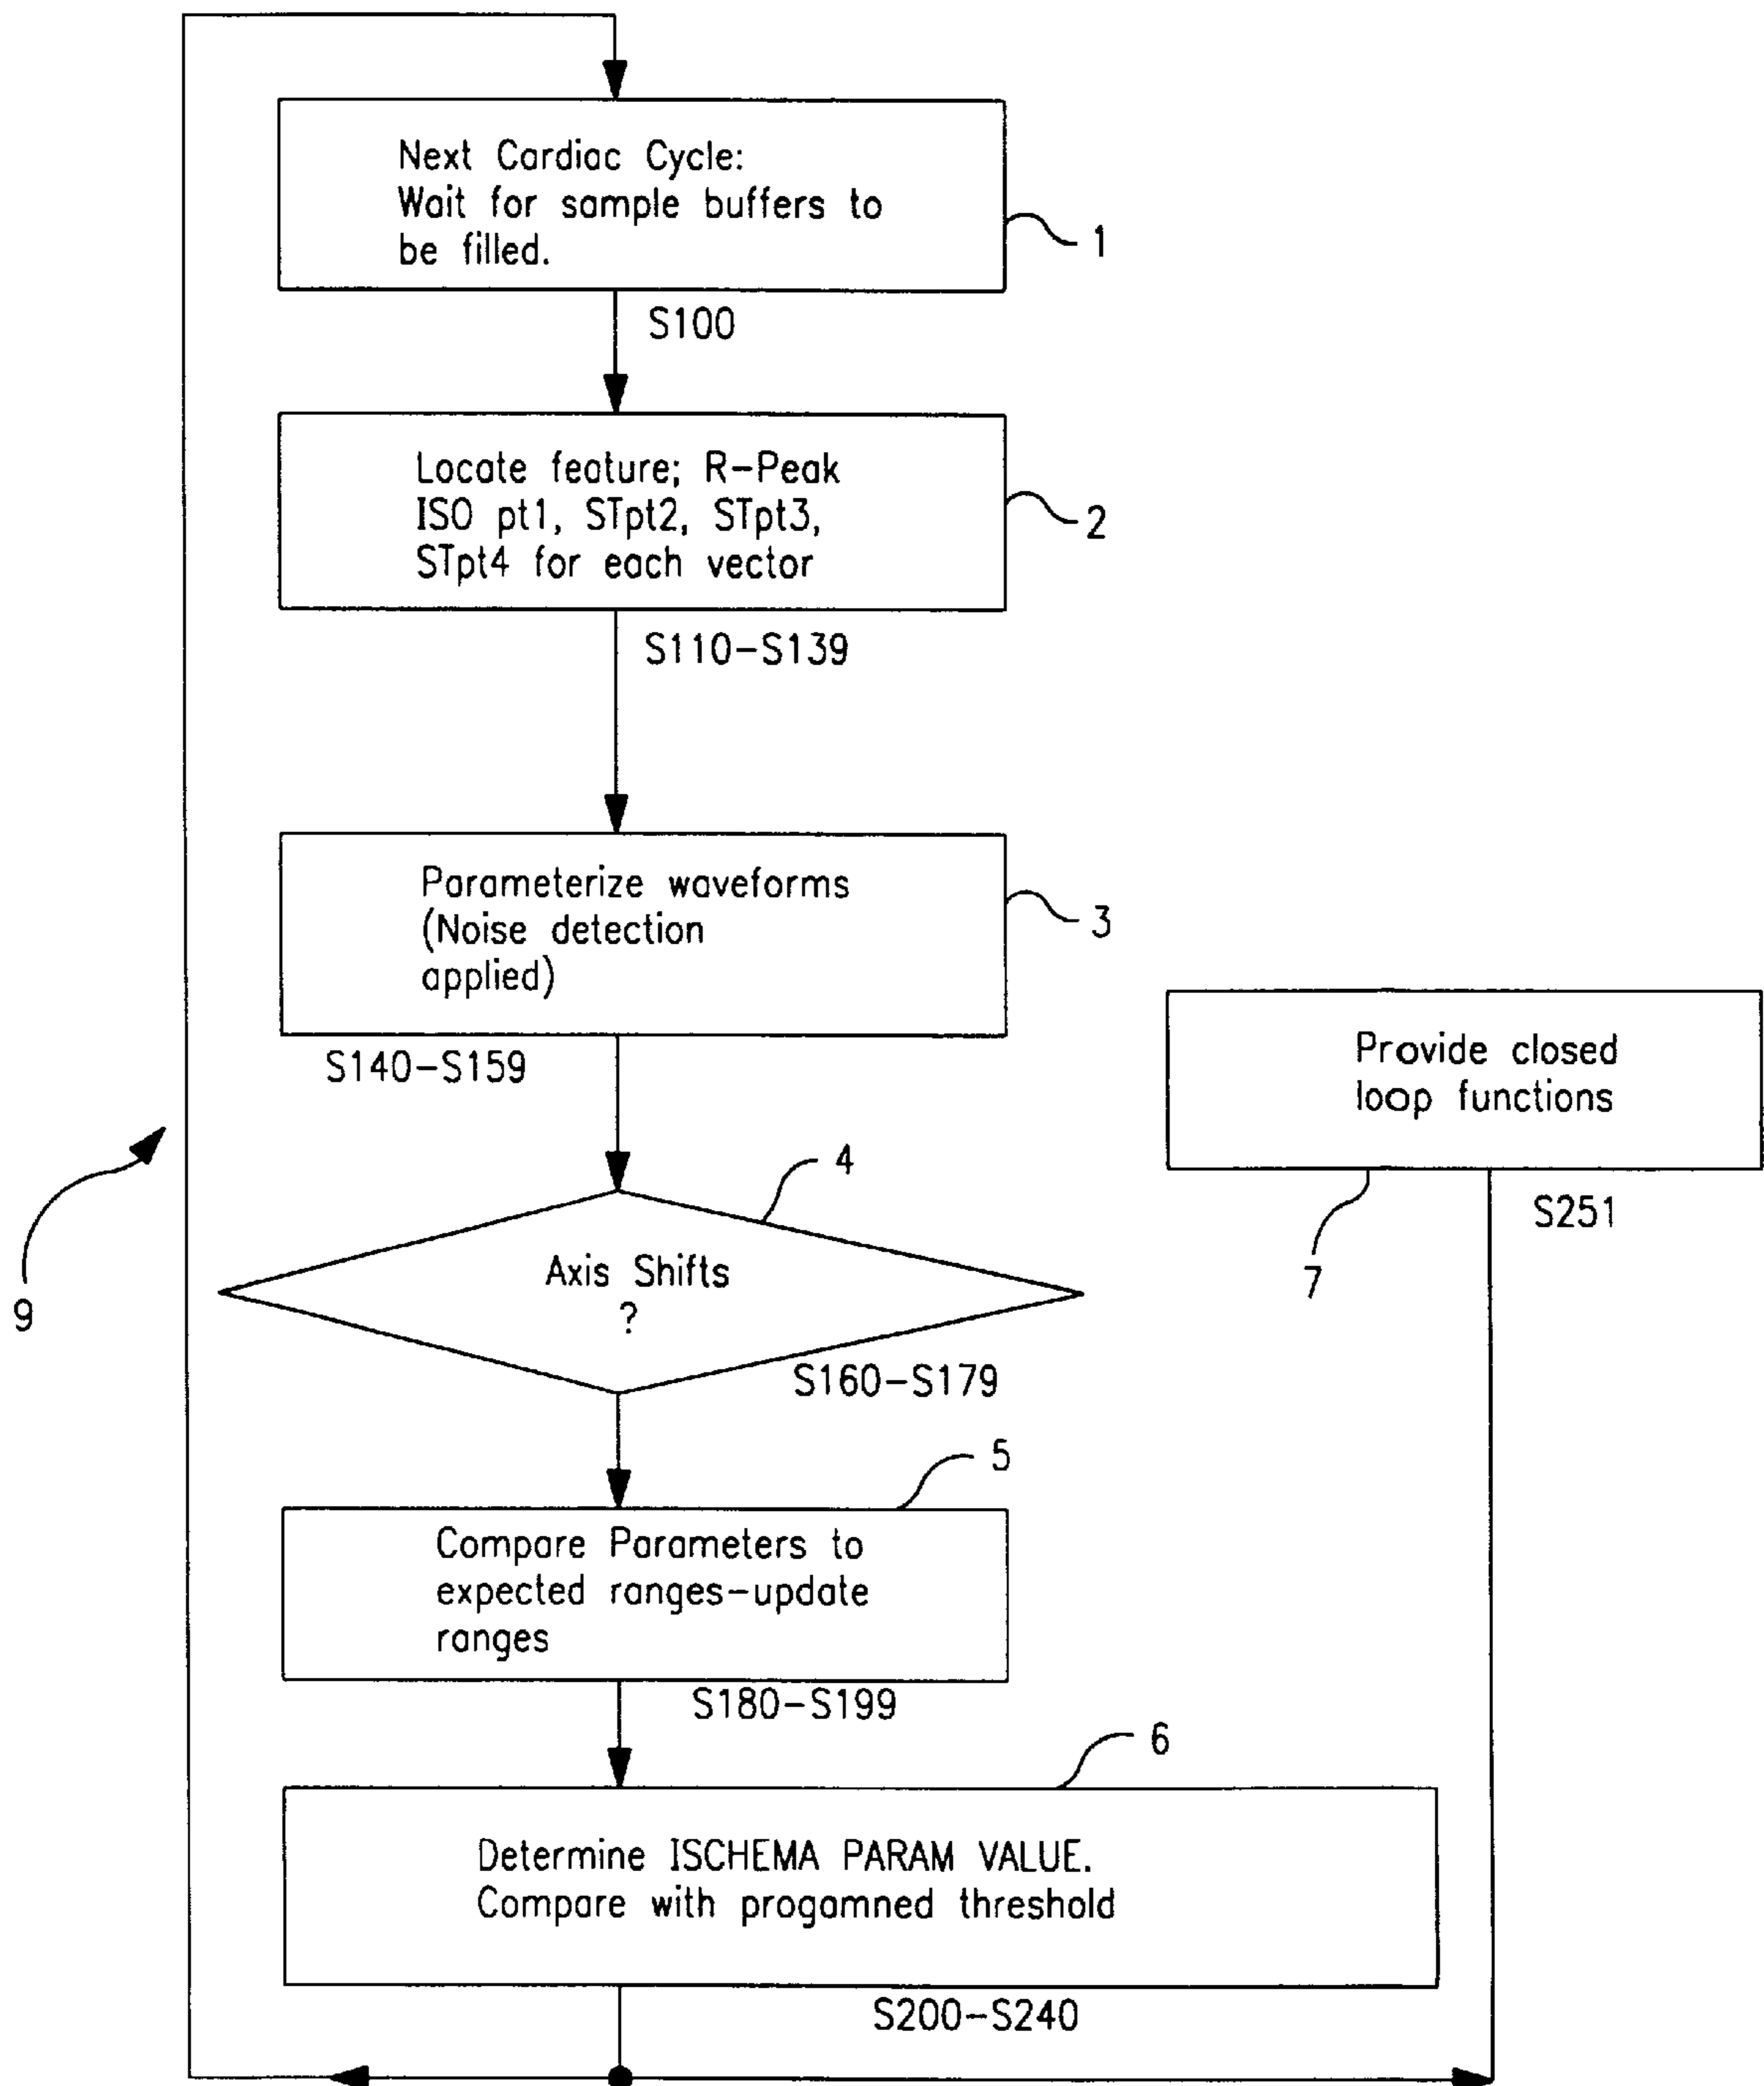 Next Cardiac Cycle:
Wait for sample buffers to
be filled.
1
S100
Locate feature; R-Peak
ISO pt1, STpt2, STpt3,
STpt4 for each vector
2
S110-S139
Parameterize waveforms
(Noise detection
applied)
3
S140-S159
Provide closed
loop functions
7
S251
4
Axis Shifts
?
S160-S179
9
5
Compare Parameters to
expected ranges-update
ranges
S180-S199
6
Determine ISCHEMA PARAM VALUE.
Compare with progamned threshold
S200-S240